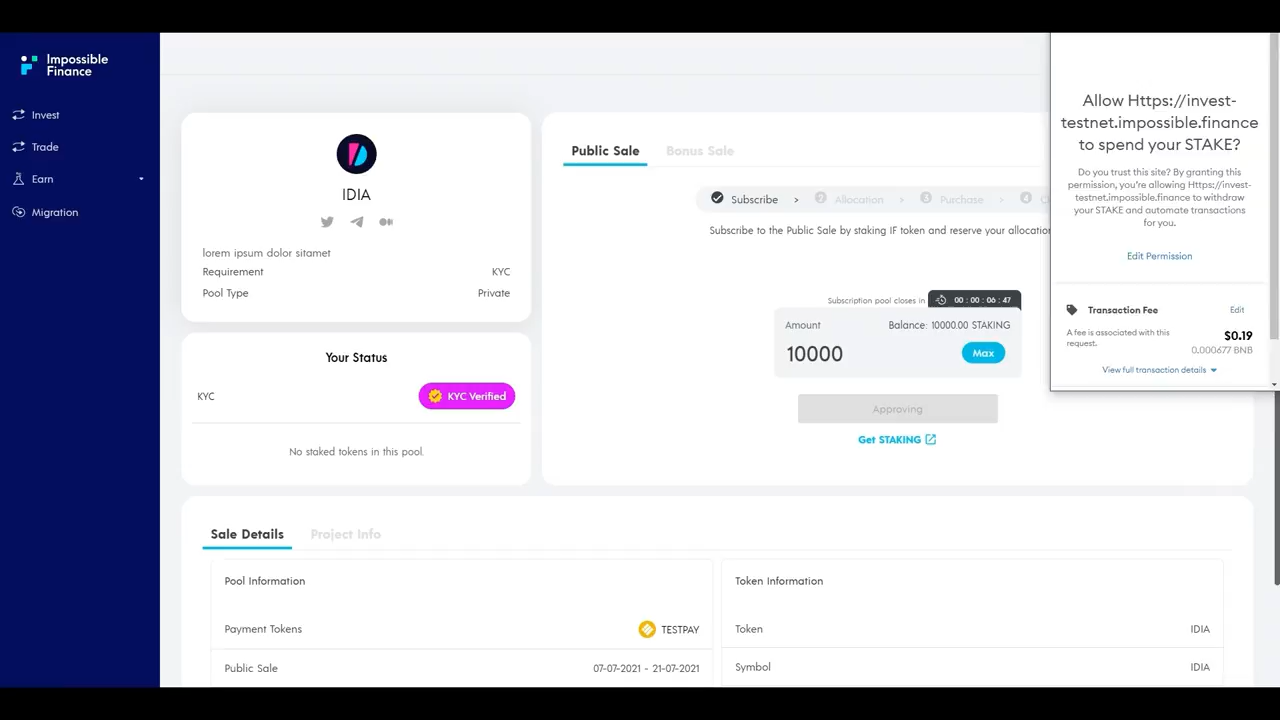 Impossible
Finance
Invest
Trade
Earn
Migration
IDIA
lorem ipsum dolor sitamet
Requirement KYC
Pool Type Private
Your Status
KYC KYC Verified
No staked tokens in this pool.
Public Sale Bonus Sale
Subscribe > 2 Allocation > 3 Purchase > 4
Subscribe to the Public Sale by staking IF token and reserve your allocation
Subscription pool closes in 00 : 00 : 06 : 47
Amount Balance: 10000.00 STAKING
10000 Max
Approving
Get STAKING
Allow Https://invest-
testnet.impossible.finance
to spend your STAKE?
Do you trust this site? By granting this
permission, you're allowing Https://invest-
testnet.impossible.finance to withdraw
your STAKE and automate transactions
for you.
Edit Permission
Transaction Fee Edit
A fee is associated with this
request.
$0.19
0.000677 BNB
View full transaction details
Sale Details Project Info
Pool Information
Payment Tokens TESTPAY
Public Sale 07-07-2021 - 21-07-2021
Token Information
Token IDIA
Symbol IDIA